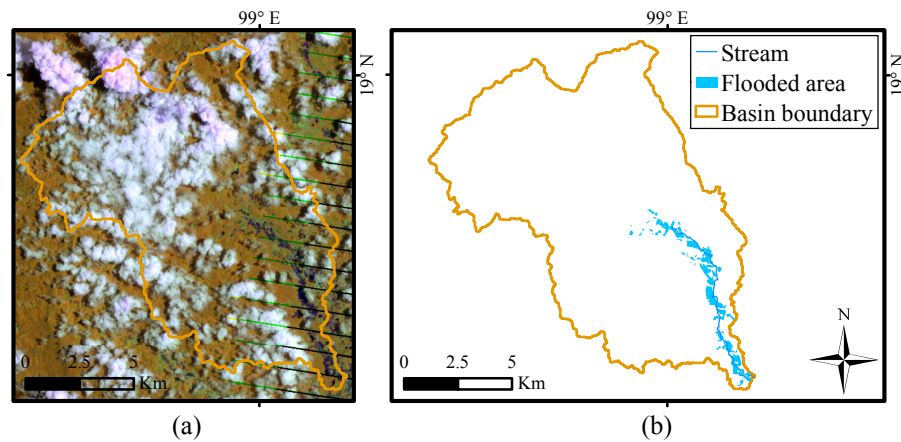 99° E
99° E
19° N
19° N
Stream
Flooded area
Basin boundary
N
0 2.5 5
Km
0 2.5 5
Km
(a)
(b)